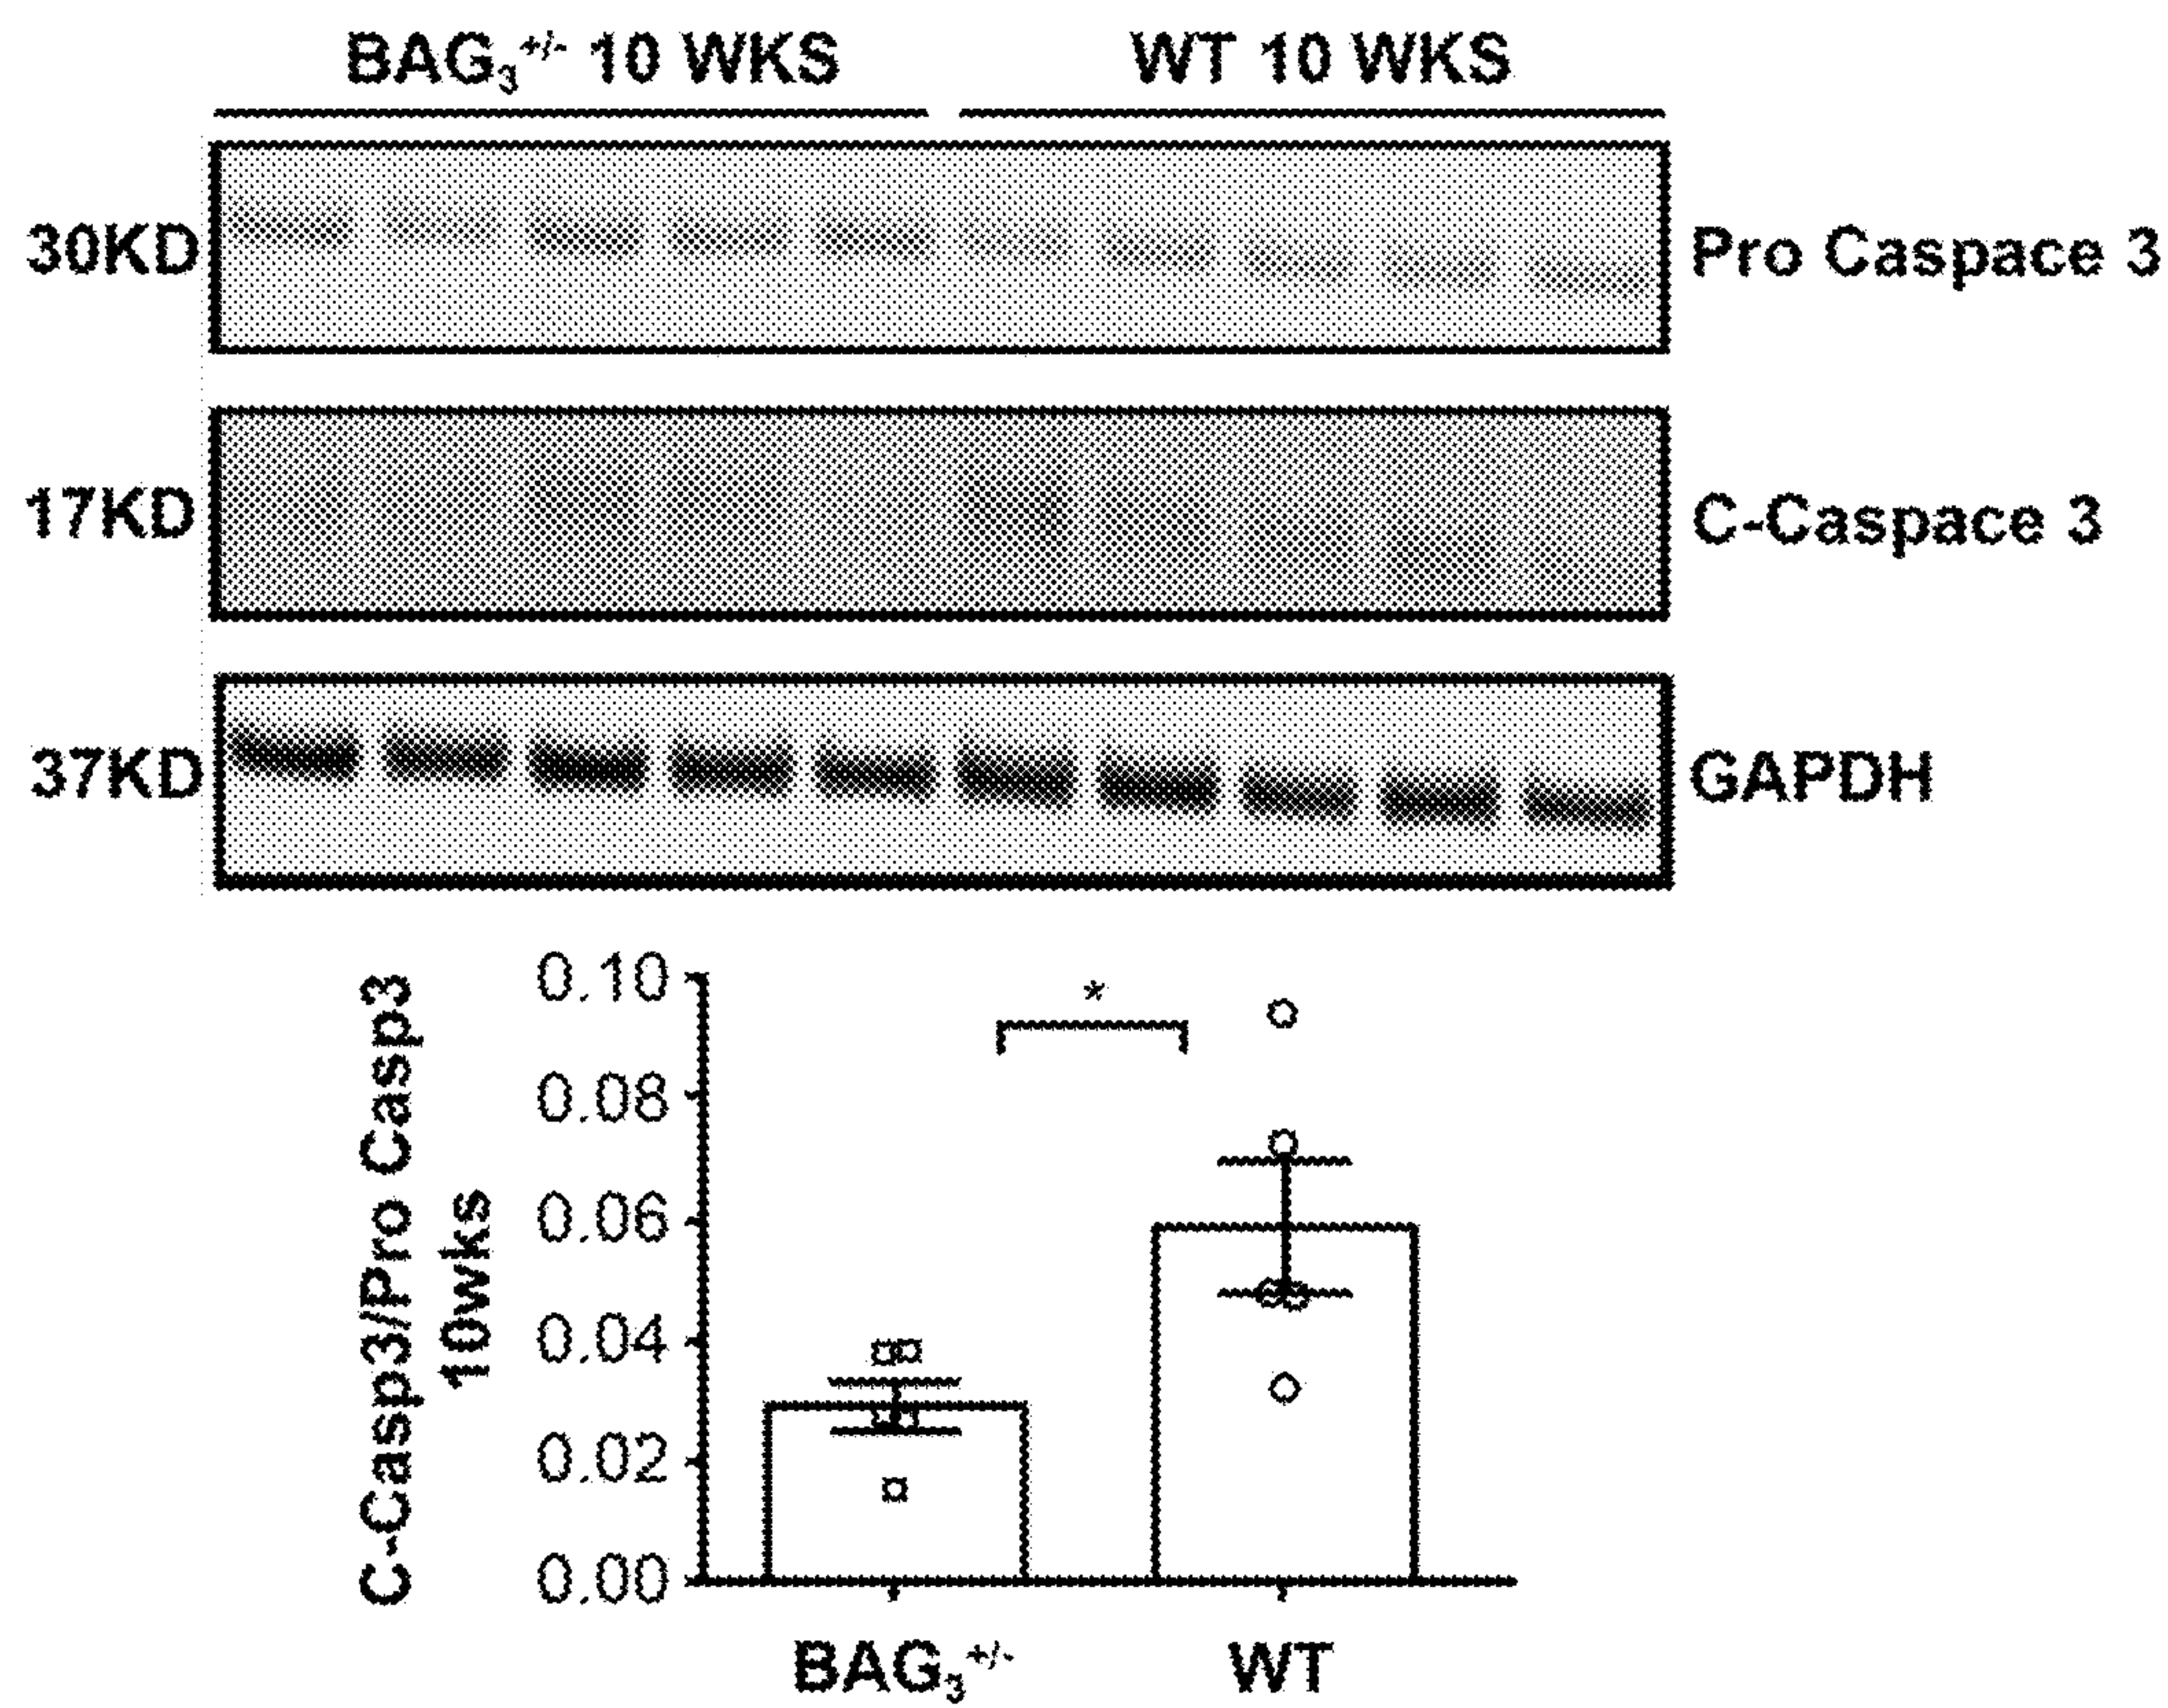 BAG3+/- 10 WKS WT 10 WKS
30KD Pro Caspace 3
17KD C-Caspace 3
37KD GAPDH
C-Casp3/Pro Casp3
10wks
0.10
*
0.08
0.06
0.04
0.02
0.00
BAG3+/- WT